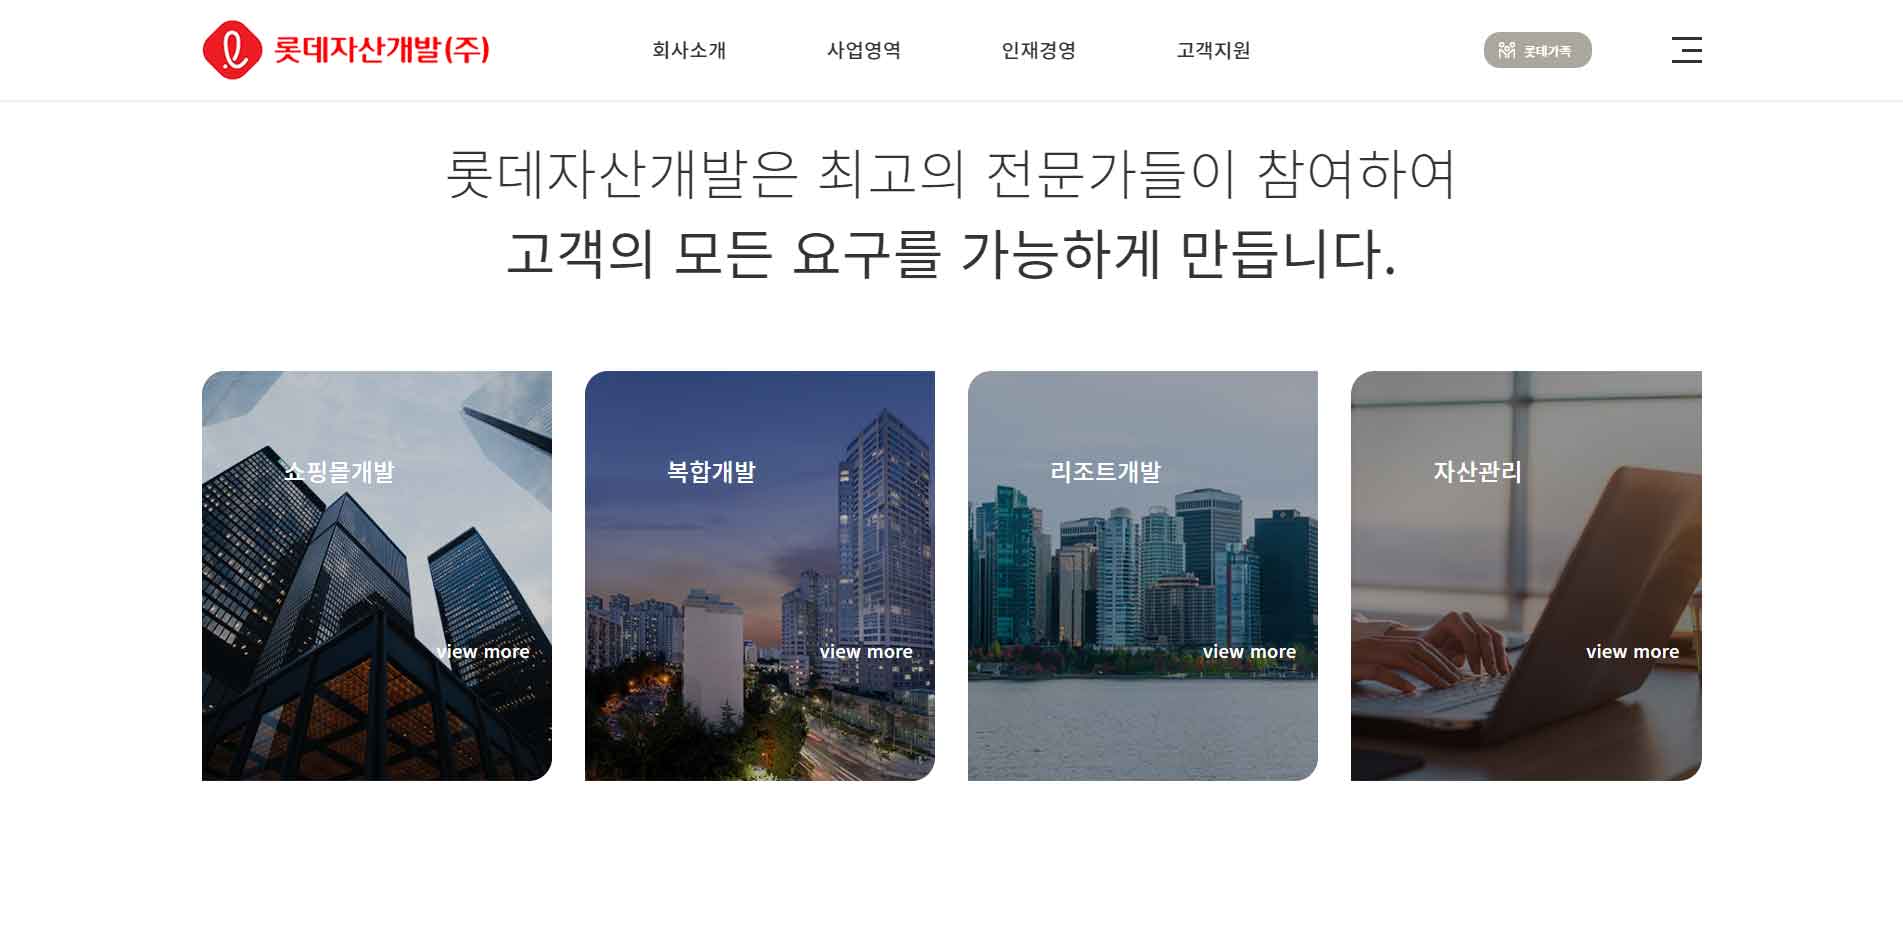 롯데자산개발(주)
회사소개
사업영역
인재경영
고객지원
롯데가족
롯데자산개발은 최고의 전문가들이 참여하여
고객의 모든 요구를 가능하게 만듭니다.
쇼핑몰개발
복합개발
리조트개발
자산관리
view more
view more
view more
view more